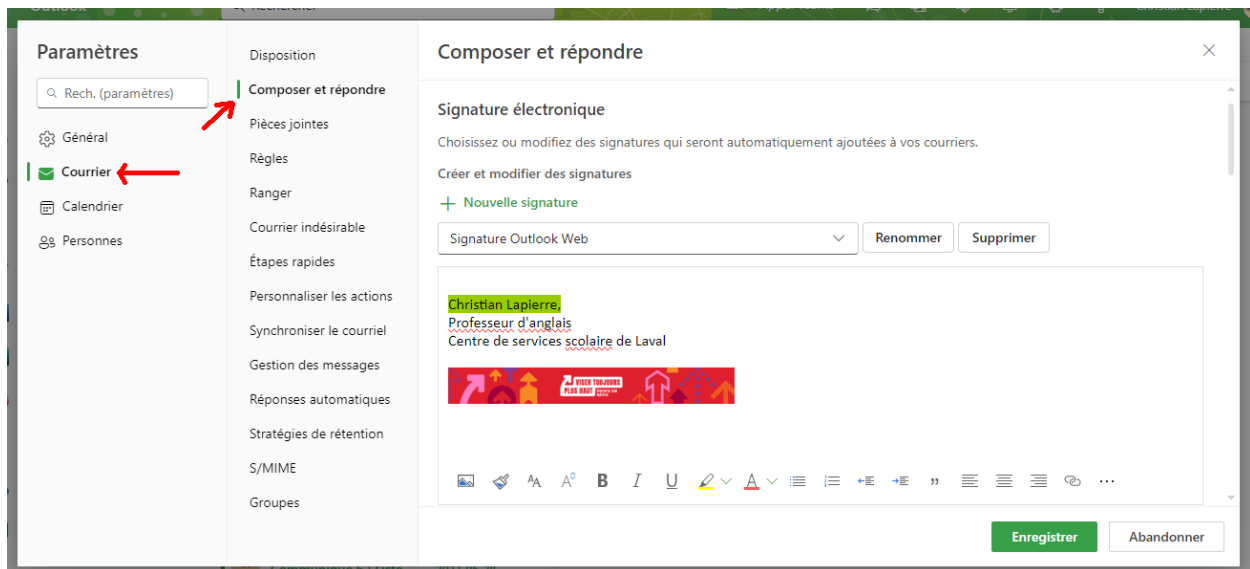 Outlook
Rechercher
Christian Lapierre
Paramètres
Rech. (paramètres)
Général
Courrier
Calendrier
Personnes
Disposition
Composer et répondre
Pièces jointes
Règles
Ranger
Courrier indésirable
Étapes rapides
Personnaliser les actions
Synchroniser le courriel
Gestion des messages
Réponses automatiques
Stratégies de rétention
S/MIME
Groupes
Composer et répondre
Signature électronique
Choisissez ou modifiez des signatures qui seront automatiquement ajoutées à vos courriers.
Créer et modifier des signatures
Nouvelle signature
Signature Outlook Web
Renommer
Supprimer
Christian Lapierre,
Professeur d'anglais
Centre de services scolaire de Laval
VISER TOUJOURS
PLUS HAUT
Enregistrer
Abandonner